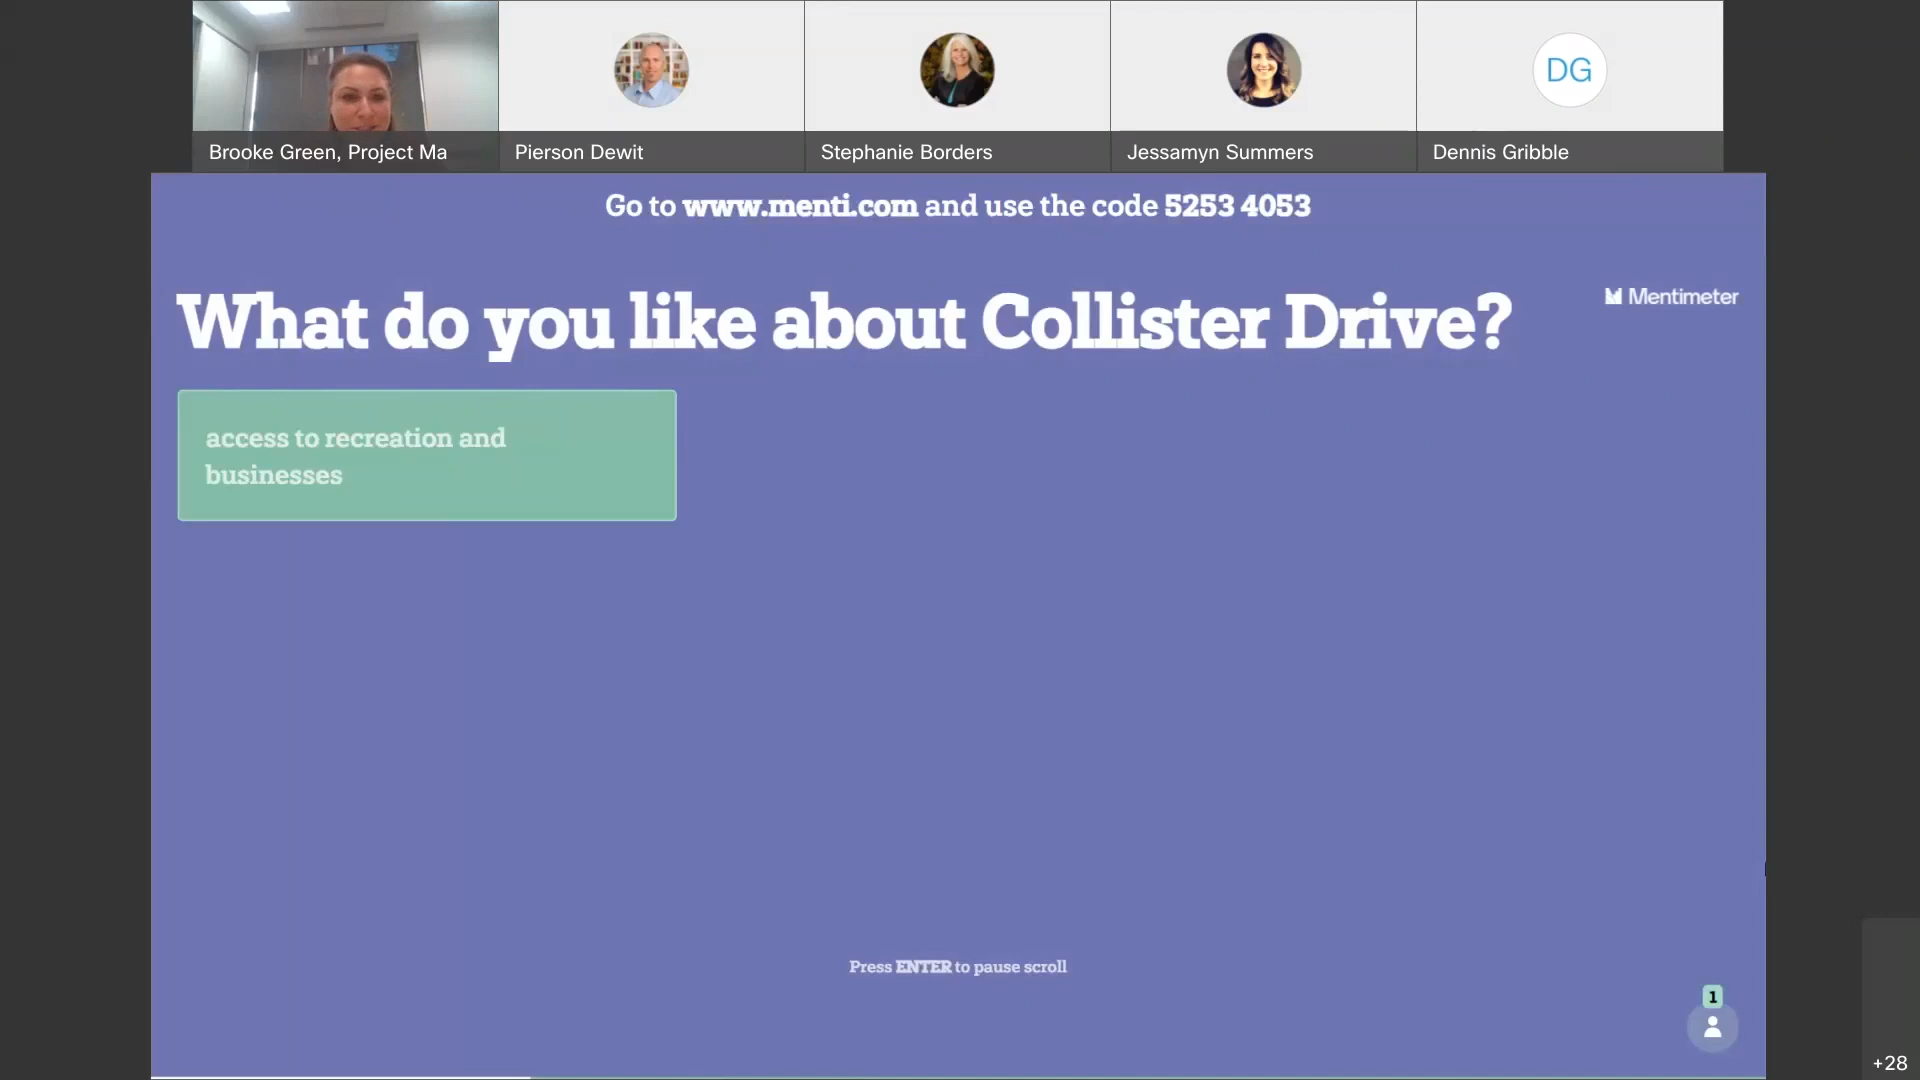 Brooke Green, Project Ma
Pierson Dewit
Stephanie Borders
Jessamyn Summers
DG
Dennis Gribble
Go to www.menti.com and use the code 5253 4053
What do you like about Collister Drive?
Mentimeter
access to recreation and
businesses
Press ENTER to pause scroll
1
+28